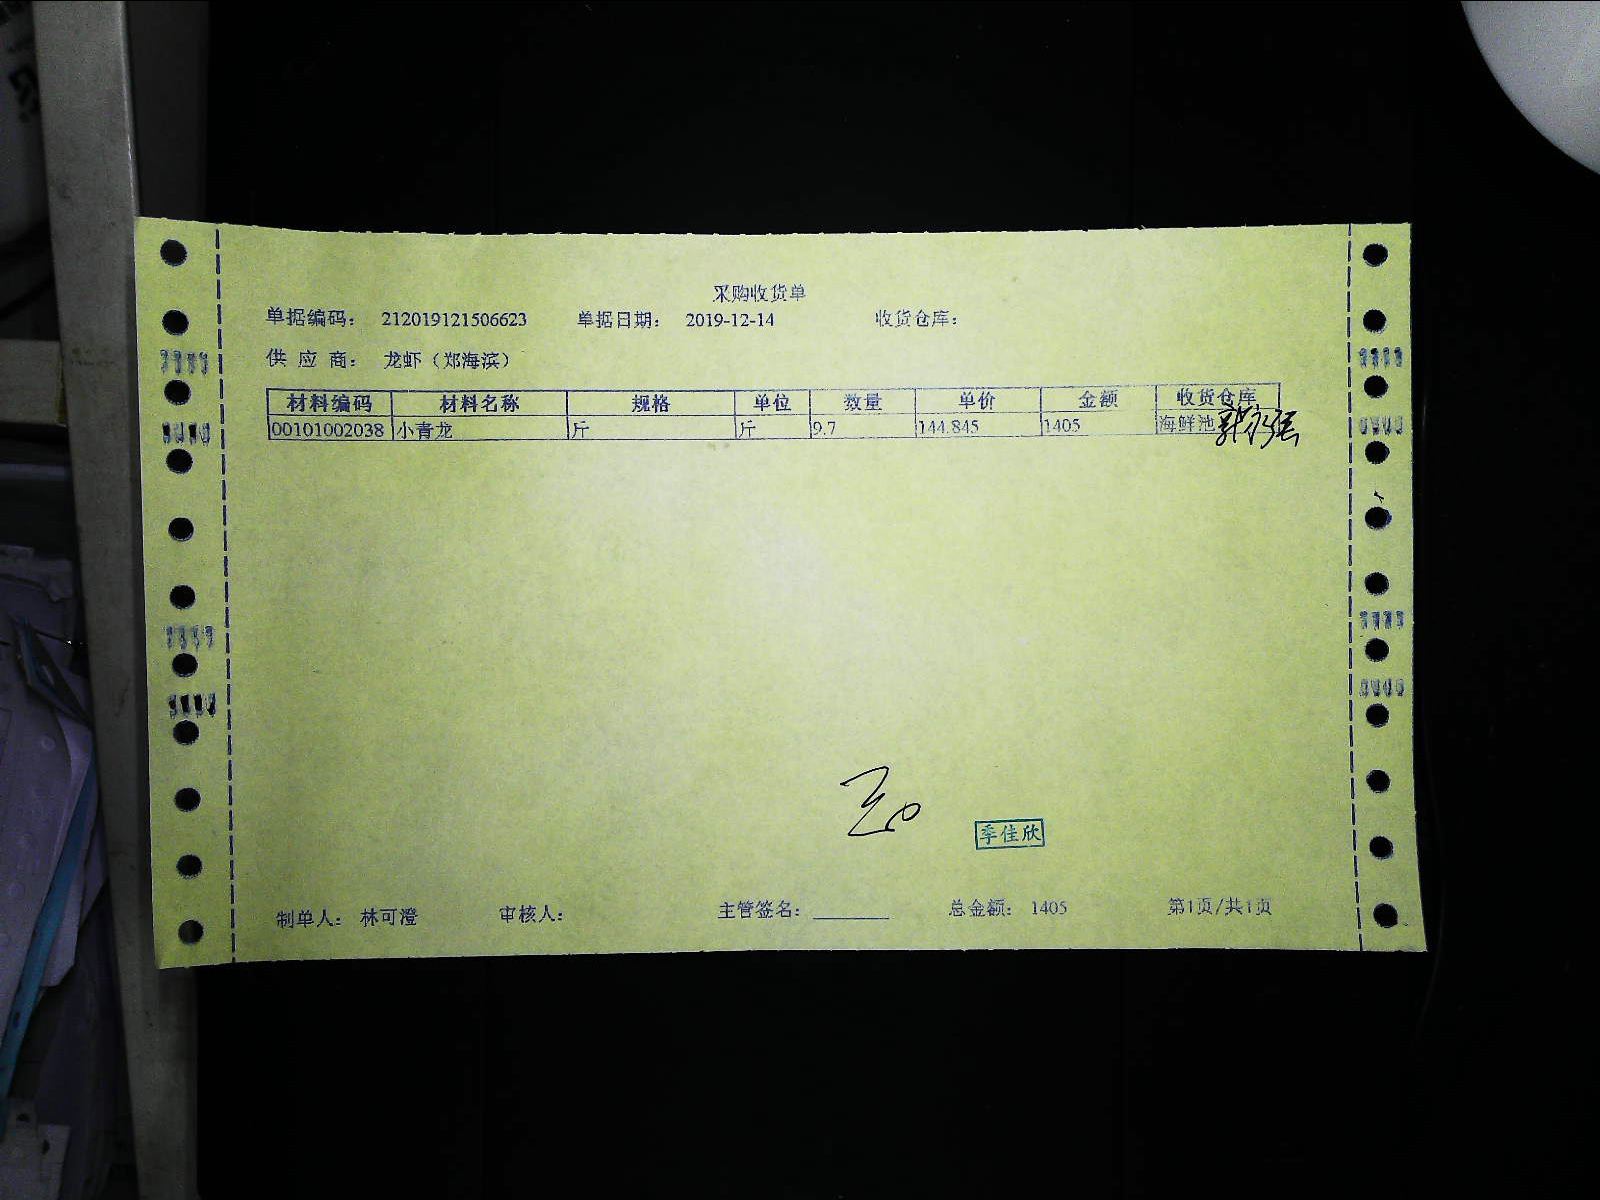 采购收货单
单据编码： 212019121506623 单据日期： 2019-12-14 收货仓库：
供 应 商： 龙虾（郑海滨）
材料编码 材料名称 规格 单位 数量 单价 金额 收货仓库
00101002038 小青龙 斤 斤 9.7 144.845 1405 海鲜池
季佳欣
制单人： 林可澄 审核人： 主管签名： 总金额： 1405 第1页/共1页